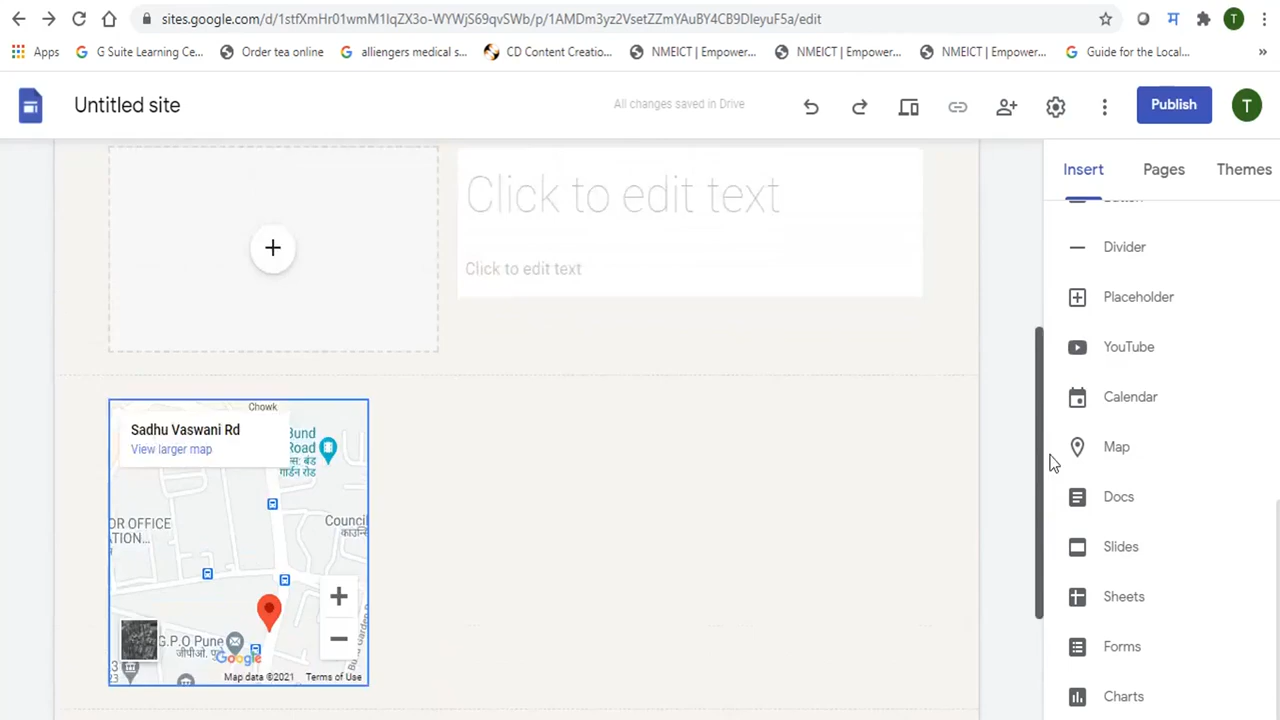 sites.google.com/d/1stfXmHr01wmM1lqZX3o-WYWjS69qvSWb/p/1AMDm3yz2VsetZZmYAuBY4CB9DleyuF5a/edit
T
Apps
G Suite Learning Ce...
Order tea online
alliengers medical s...
CD Content Creatio...
NMEICT | Empower...
NMEICT | Empower...
NMEICT | Empower...
Guide for the Local...
»
Untitled site
All changes saved in Drive
Publish
T
Insert
Pages
Themes
Click to edit text
Click to edit text
Divider
Placeholder
YouTube
Calendar
Map
Docs
Slides
Sheets
Forms
Charts
Chowk
Sadhu Vaswani Rd
View larger map
Bund
Road
गार्डन रोड
OR OFFICE
ATION...
Council
G.P.O Pune
जीपीओ. पु
Google
Map data ©2021
Terms of Use